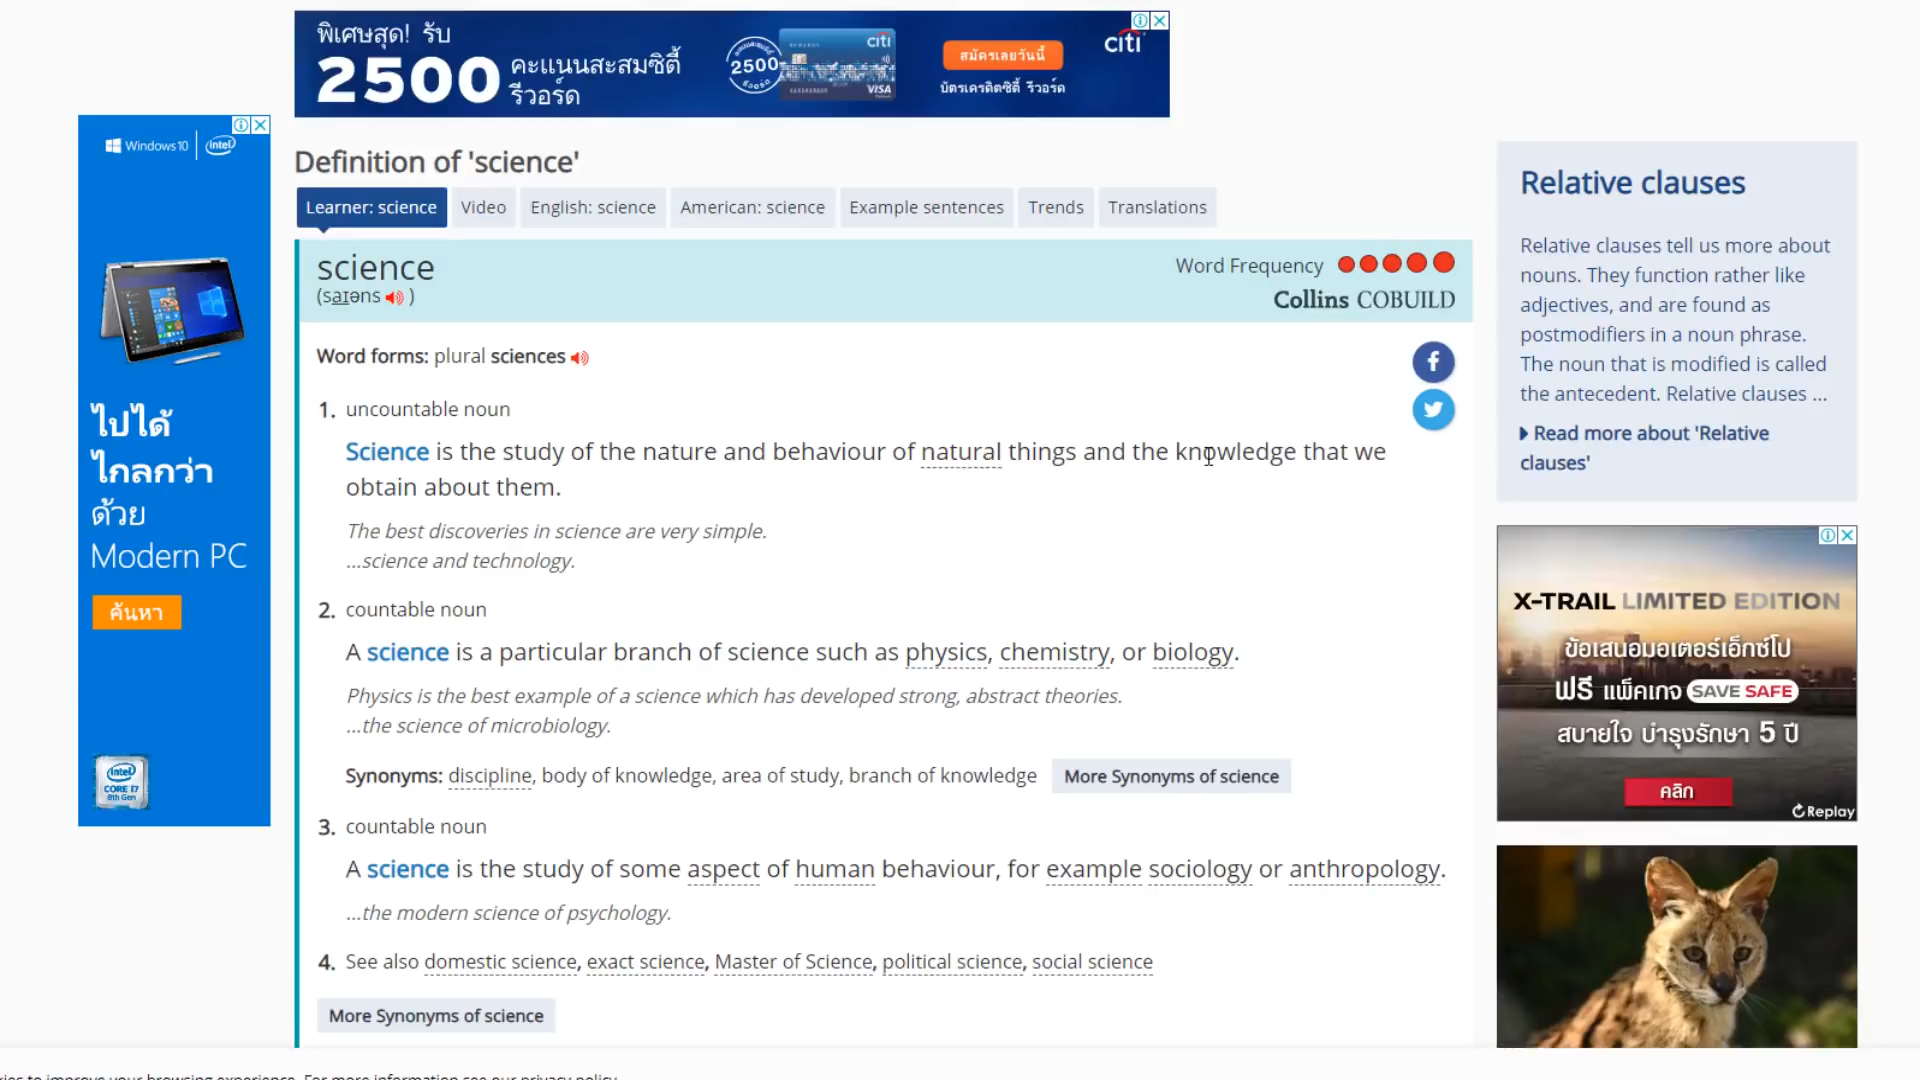 พิเศษสุด! รับ
2500 คะแนนสะสมซิตี้
รีวอร์ด
2500
citi
VISA
สมัครเลยวันนี้
บัตรเครดิตซิตี้ รีวอร์ด
citi
Windows 10 intel
ไปได้
ไกลกว่า
ด้วย
Modern PC
ค้นหา
intel
CORE i7
8th Gen
Definition of 'science'
Learner: science Video English: science American: science Example sentences Trends Translations
science
(saɪəns )
Word Frequency
Collins COBUILD
Word forms: plural sciences
1. uncountable noun
Science is the study of the nature and behaviour of natural things and the knowledge that we
obtain about them.
The best discoveries in science are very simple.
...science and technology.
2. countable noun
A science is a particular branch of science such as physics, chemistry, or biology.
Physics is the best example of a science which has developed strong, abstract theories.
...the science of microbiology.
Synonyms: discipline, body of knowledge, area of study, branch of knowledge More Synonyms of science
3. countable noun
A science is the study of some aspect of human behaviour, for example sociology or anthropology.
...the modern science of psychology.
4. See also domestic science, exact science, Master of Science, political science, social science
More Synonyms of science
Relative clauses
Relative clauses tell us more about
nouns. They function rather like
adjectives, and are found as
postmodifiers in a noun phrase.
The noun that is modified is called
the antecedent. Relative clauses ...
Read more about 'Relative
clauses'
X-TRAIL LIMITED EDITION
ข้อเสนอมอเตอร์เอ็กซ์โป
ฟรี แพ็คเกจ SAVE SAFE
สบายใจ บำรุงรักษา 5 ปี
คลิก
Replay
to improve your browsing experience. For more information see our privacy policy.